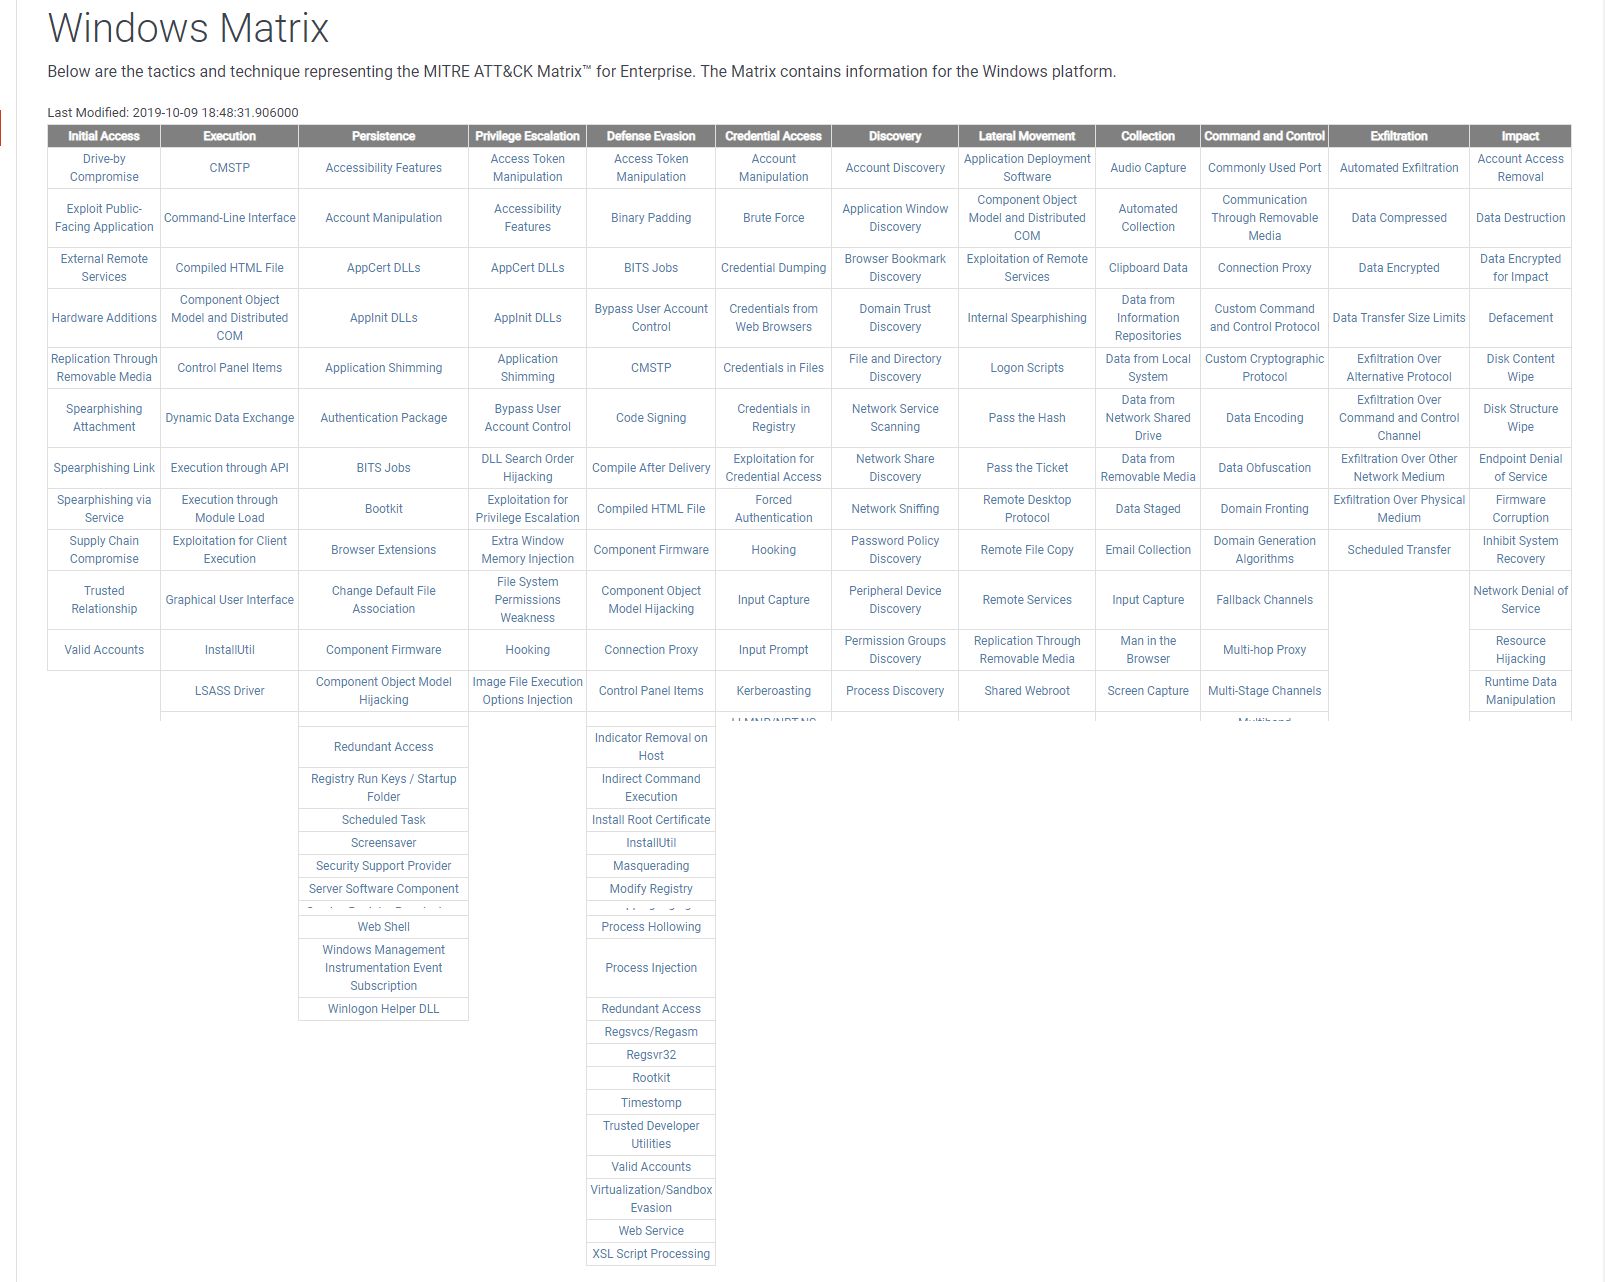 Windows Matrix
Below are the tactics and technique representing the MITRE ATT&CK Matrix™ for Enterprise. The Matrix contains information for the Windows platform.
Last Modified: 2019-10-09 18:48:31.906000
Initial Access Execution Persistence Privilege Escalation Defense Evasion Credential Access Discovery Lateral Movement Collection Command and Control Exfiltration Impact
Drive-by Compromise CMSTP Accessibility Features Access Token Manipulation Access Token Manipulation Account Manipulation Account Discovery Application Deployment Software Audio Capture Commonly Used Port Automated Exfiltration Account Access Removal
Exploit Public-Facing Application Command-Line Interface Account Manipulation Accessibility Features Binary Padding Brute Force Application Window Discovery Component Object Model and Distributed COM Automated Collection Communication Through Removable Media Data Compressed Data Destruction
External Remote Services Compiled HTML File AppCert DLLs AppCert DLLs BITS Jobs Credential Dumping Browser Bookmark Discovery Exploitation of Remote Services Clipboard Data Connection Proxy Data Encrypted Data Encrypted for Impact
Hardware Additions Component Object Model and Distributed COM AppInit DLLs AppInit DLLs Bypass User Account Control Credentials from Web Browsers Domain Trust Discovery Internal Spearphishing Data from Information Repositories Custom Command and Control Protocol Data Transfer Size Limits Defacement
Replication Through Removable Media Control Panel Items Application Shimming Application Shimming CMSTP Credentials in Files File and Directory Discovery Logon Scripts Data from Local System Custom Cryptographic Protocol Exfiltration Over Alternative Protocol Disk Content Wipe
Spearphishing Attachment Dynamic Data Exchange Authentication Package Bypass User Account Control Code Signing Credentials in Registry Network Service Scanning Pass the Hash Data from Network Shared Drive Data Encoding Exfiltration Over Command and Control Channel Disk Structure Wipe
Spearphishing Link Execution through API BITS Jobs DLL Search Order Hijacking Compile After Delivery Exploitation for Credential Access Network Share Discovery Pass the Ticket Data from Removable Media Data Obfuscation Exfiltration Over Other Network Medium Endpoint Denial of Service
Spearphishing via Service Execution through Module Load Bootkit Exploitation for Privilege Escalation Compiled HTML File Forced Authentication Network Sniffing Remote Desktop Protocol Data Staged Domain Fronting Exfiltration Over Physical Medium Firmware Corruption
Supply Chain Compromise Exploitation for Client Execution Browser Extensions Extra Window Memory Injection Component Firmware Hooking Password Policy Discovery Remote File Copy Email Collection Domain Generation Algorithms Scheduled Transfer Inhibit System Recovery
Trusted Relationship Graphical User Interface Change Default File Association File System Permissions Weakness Component Object Model Hijacking Input Capture Peripheral Device Discovery Remote Services Input Capture Fallback Channels Network Denial of Service
Valid Accounts InstallUtil Component Firmware Hooking Connection Proxy Input Prompt Permission Groups Discovery Replication Through Removable Media Man in the Browser Multi-hop Proxy Resource Hijacking
LSASS Driver Component Object Model Hijacking Image File Execution Options Injection Control Panel Items Kerberoasting Process Discovery Shared Webroot Screen Capture Multi-Stage Channels Runtime Data Manipulation
Redundant Access Indicator Removal on Host
Registry Run Keys / Startup Folder Indirect Command Execution
Scheduled Task Install Root Certificate
Screensaver InstallUtil
Security Support Provider Masquerading
Server Software Component Modify Registry
Web Shell Process Hollowing
Windows Management Instrumentation Event Subscription Process Injection
Winlogon Helper DLL Redundant Access
Regsvcs/Regasm
Regsvr32
Rootkit
Timestomp
Trusted Developer Utilities
Valid Accounts
Virtualization/Sandbox Evasion
Web Service
XSL Script Processing